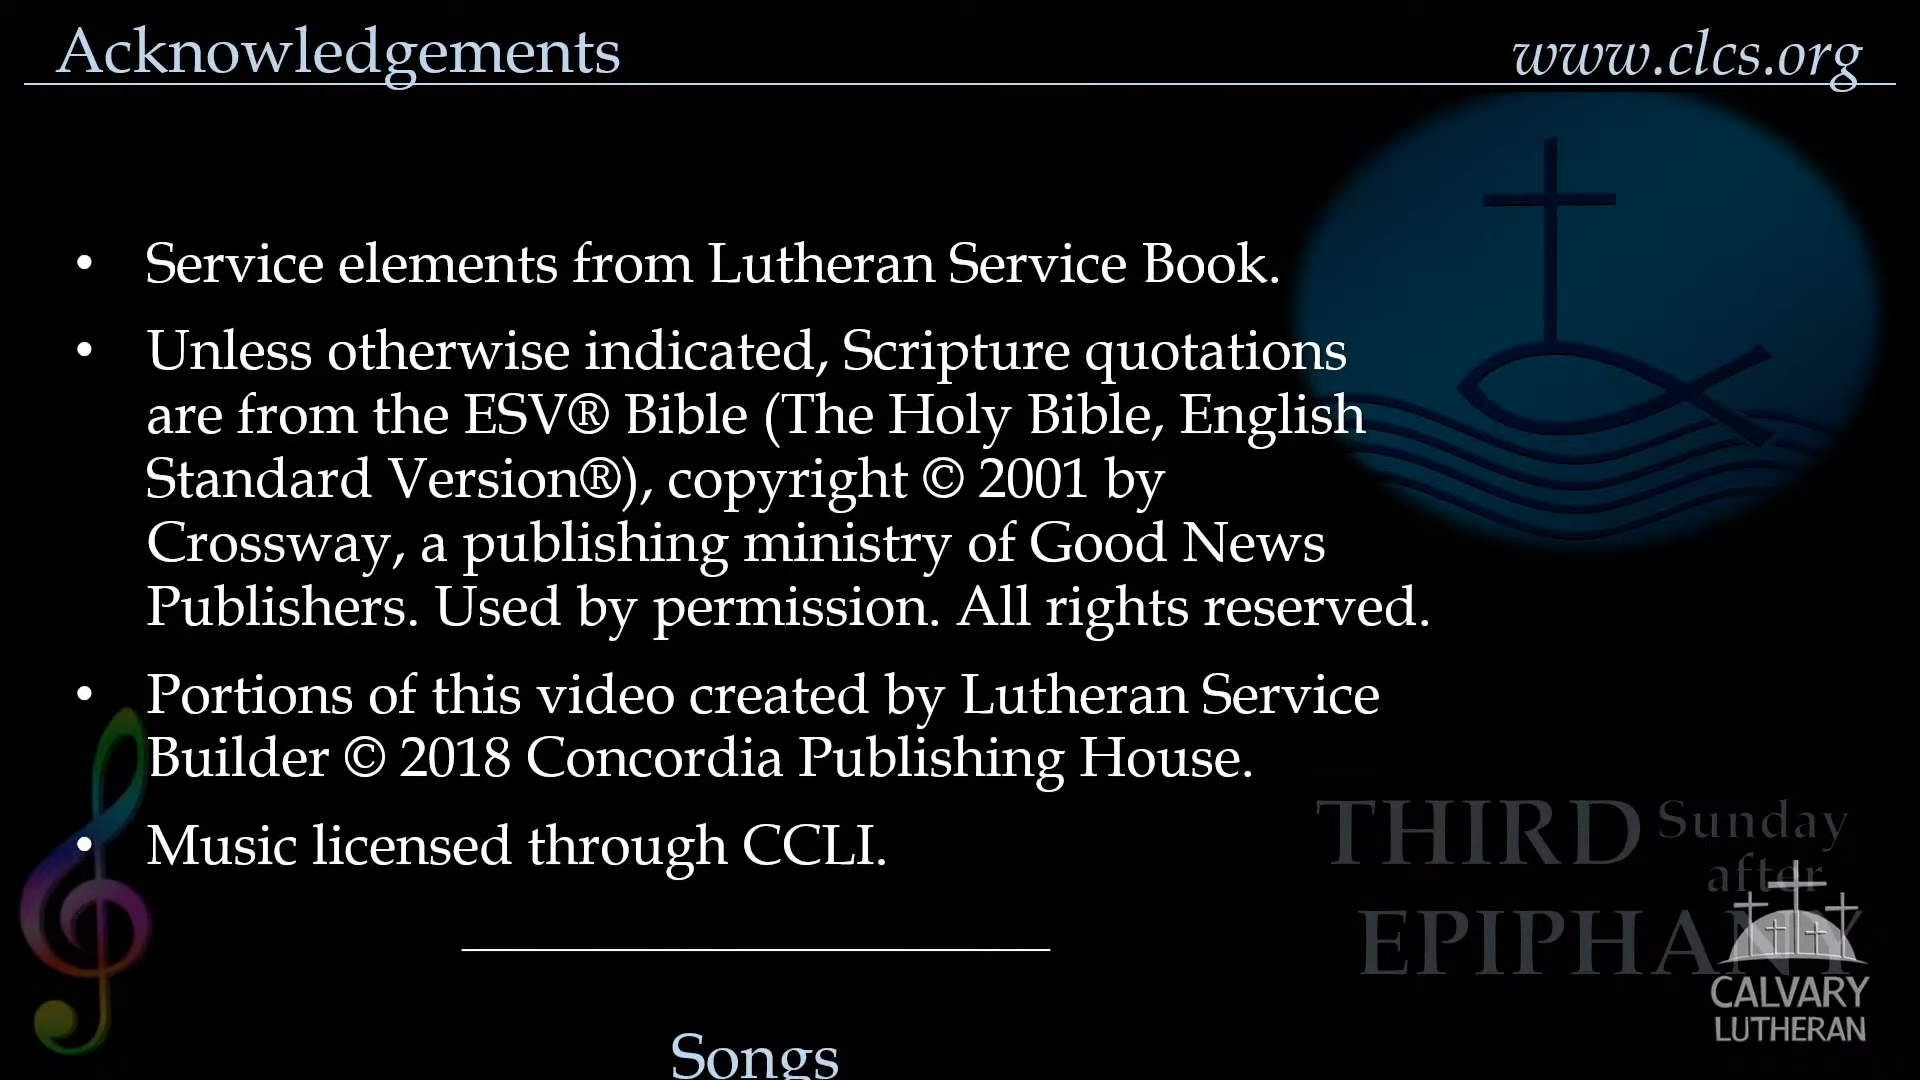 Acknowledgements
www.clcs.org
• Service elements from Lutheran Service Book.
• Unless otherwise indicated, Scripture quotations
are from the ESV® Bible (The Holy Bible, English
Standard Version®), copyright © 2001 by
Crossway, a publishing ministry of Good News
Publishers. Used by permission. All rights reserved.
• Portions of this video created by Lutheran Service
Builder © 2018 Concordia Publishing House.
• Music licensed through CCLI.
THIRD Sunday
after
EPIPHANY
CALVARY
LUTHERAN
Songs